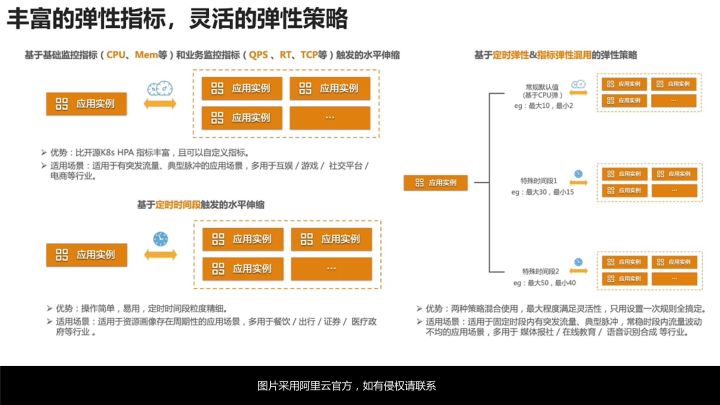 丰富的弹性指标，灵活的弹性策略
基于基础监控指标（CPU、Mem等）和业务监控指标（QPS 、RT、TCP等）触发的水平伸缩
应用实例
应用实例
应用实例
应用实例
...
优势：比开源K8s HPA 指标丰富，且可以自定义指标。
适用场景：适用于有突发流量、典型脉冲的应用场景，多用于互娱 / 游戏 / 社交平台 /
电商等行业。
基于定时时间段触发的水平伸缩
应用实例
应用实例
应用实例
应用实例
...
优势：操作简单，易用，定时时间段粒度精细。
适用场景：适用于资源画像存在周期性的应用场景，多用于餐饮 / 出行 / 证券 / 医疗政
府等行业 。
基于定时弹性&指标弹性混用的弹性策略
应用实例
常规默认值
（基于CPU弹 ）
eg：最大10，最小2
应用实例
应用实例
应用实例
...
特殊时间段1
eg：最大30，最小15
应用实例
应用实例
应用实例
...
特殊时间段2
eg：最大50，最小40
应用实例
应用实例
应用实例
...
优势：两种策略混合使用，最大程度满足灵活性，只用设置一次规则全搞定。
适用场景：适用于固定时段内有突发流量、典型脉冲，常稳时段内流量波动
不均的应用场景，多用于 媒体报社 / 在线教育 / 语音识别合成 等行业。
图片采用阿里云官方，如有侵权请联系